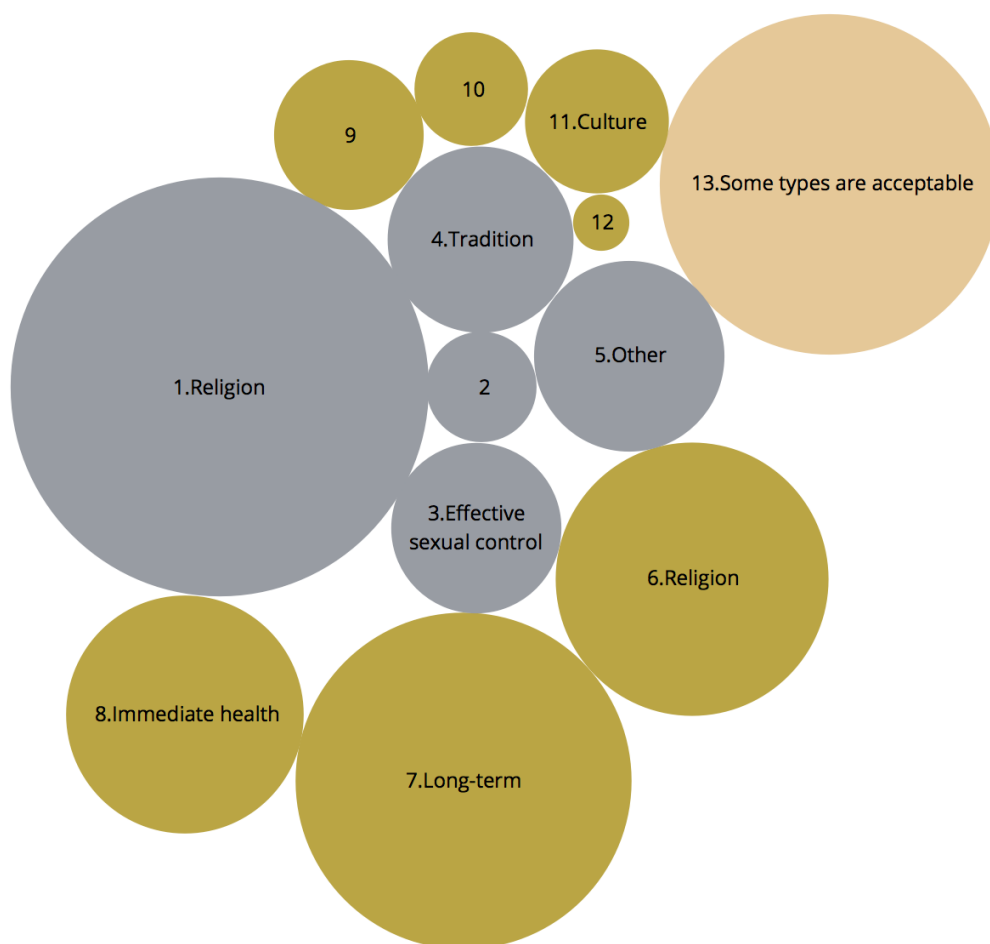 10
11.Culture
9
13.Some types are acceptable
12
4.Tradition
5.Other
1.Religion
2
3.Effective
sexual control
6.Religion
8.Immediate health
7.Long-term